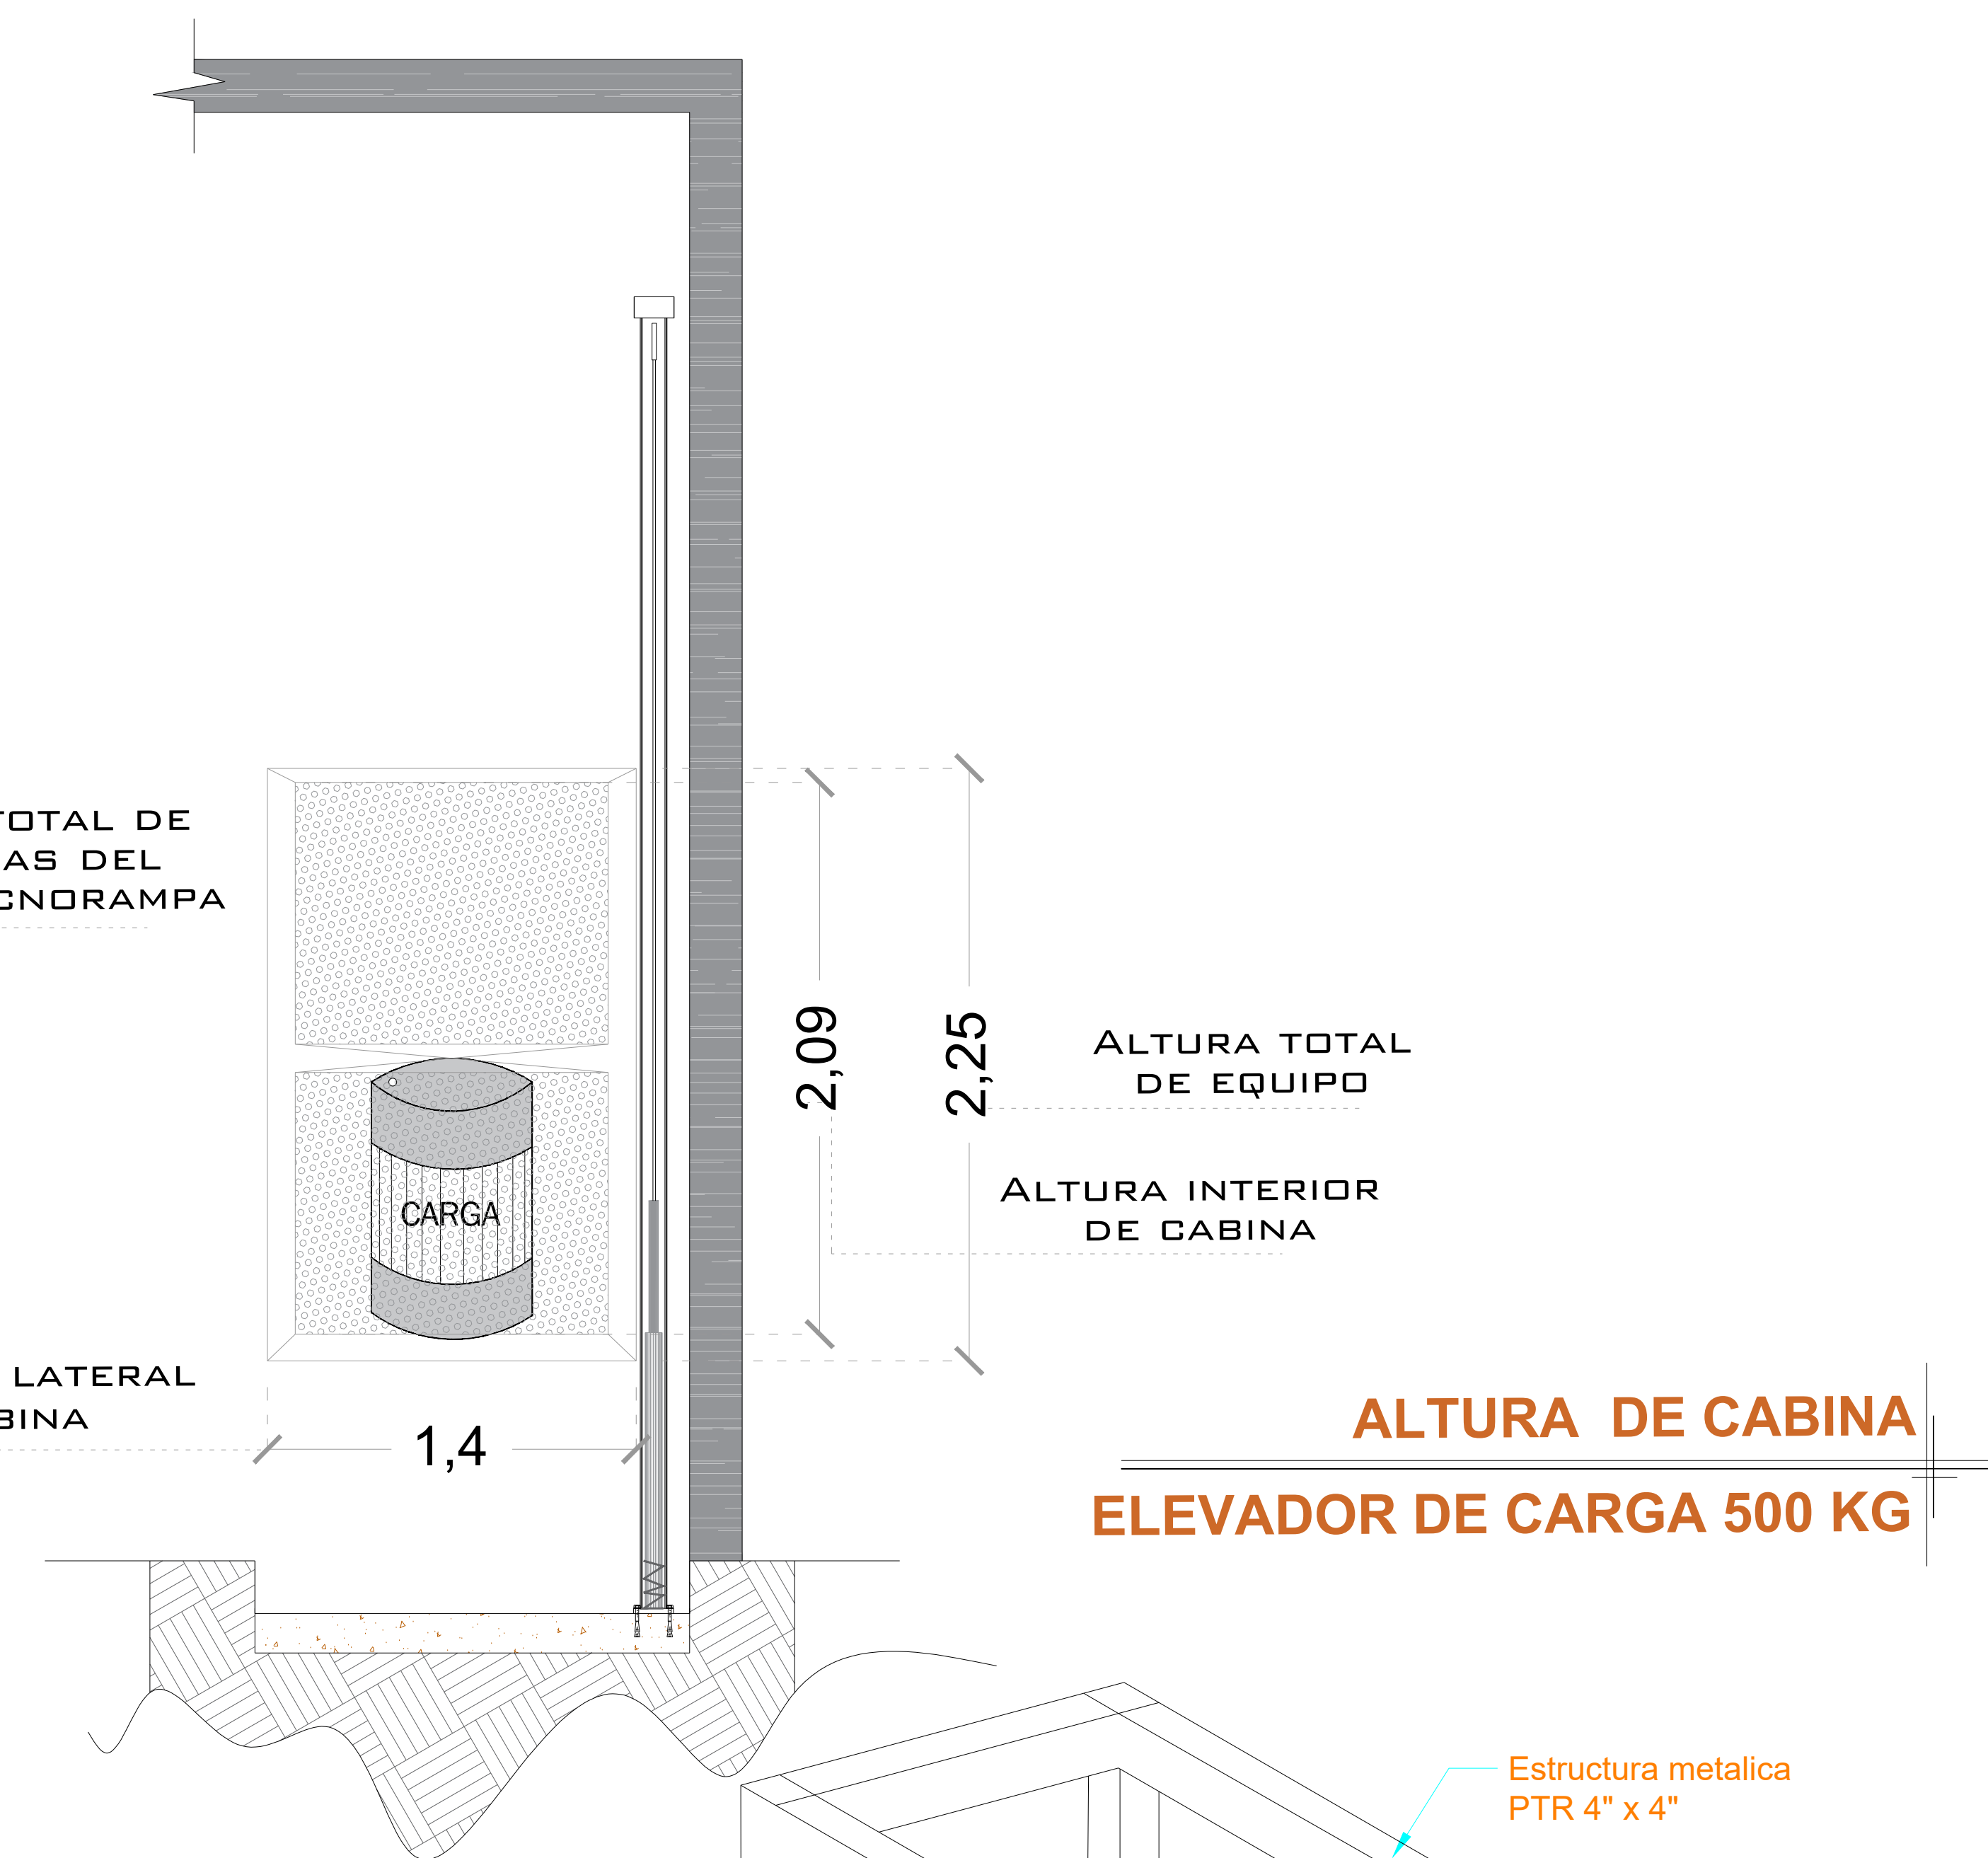 TOTAL DE
AS DEL
CNORAMPA
CARGA
2,09
2,25
ALTURA TOTAL
DE EQUIPO
ALTURA INTERIOR
DE CABINA
LATERAL
BINA
1,4
ALTURA DE CABINA
ELEVADOR DE CARGA 500 KG
Estructura metalica
PTR 4" x 4"